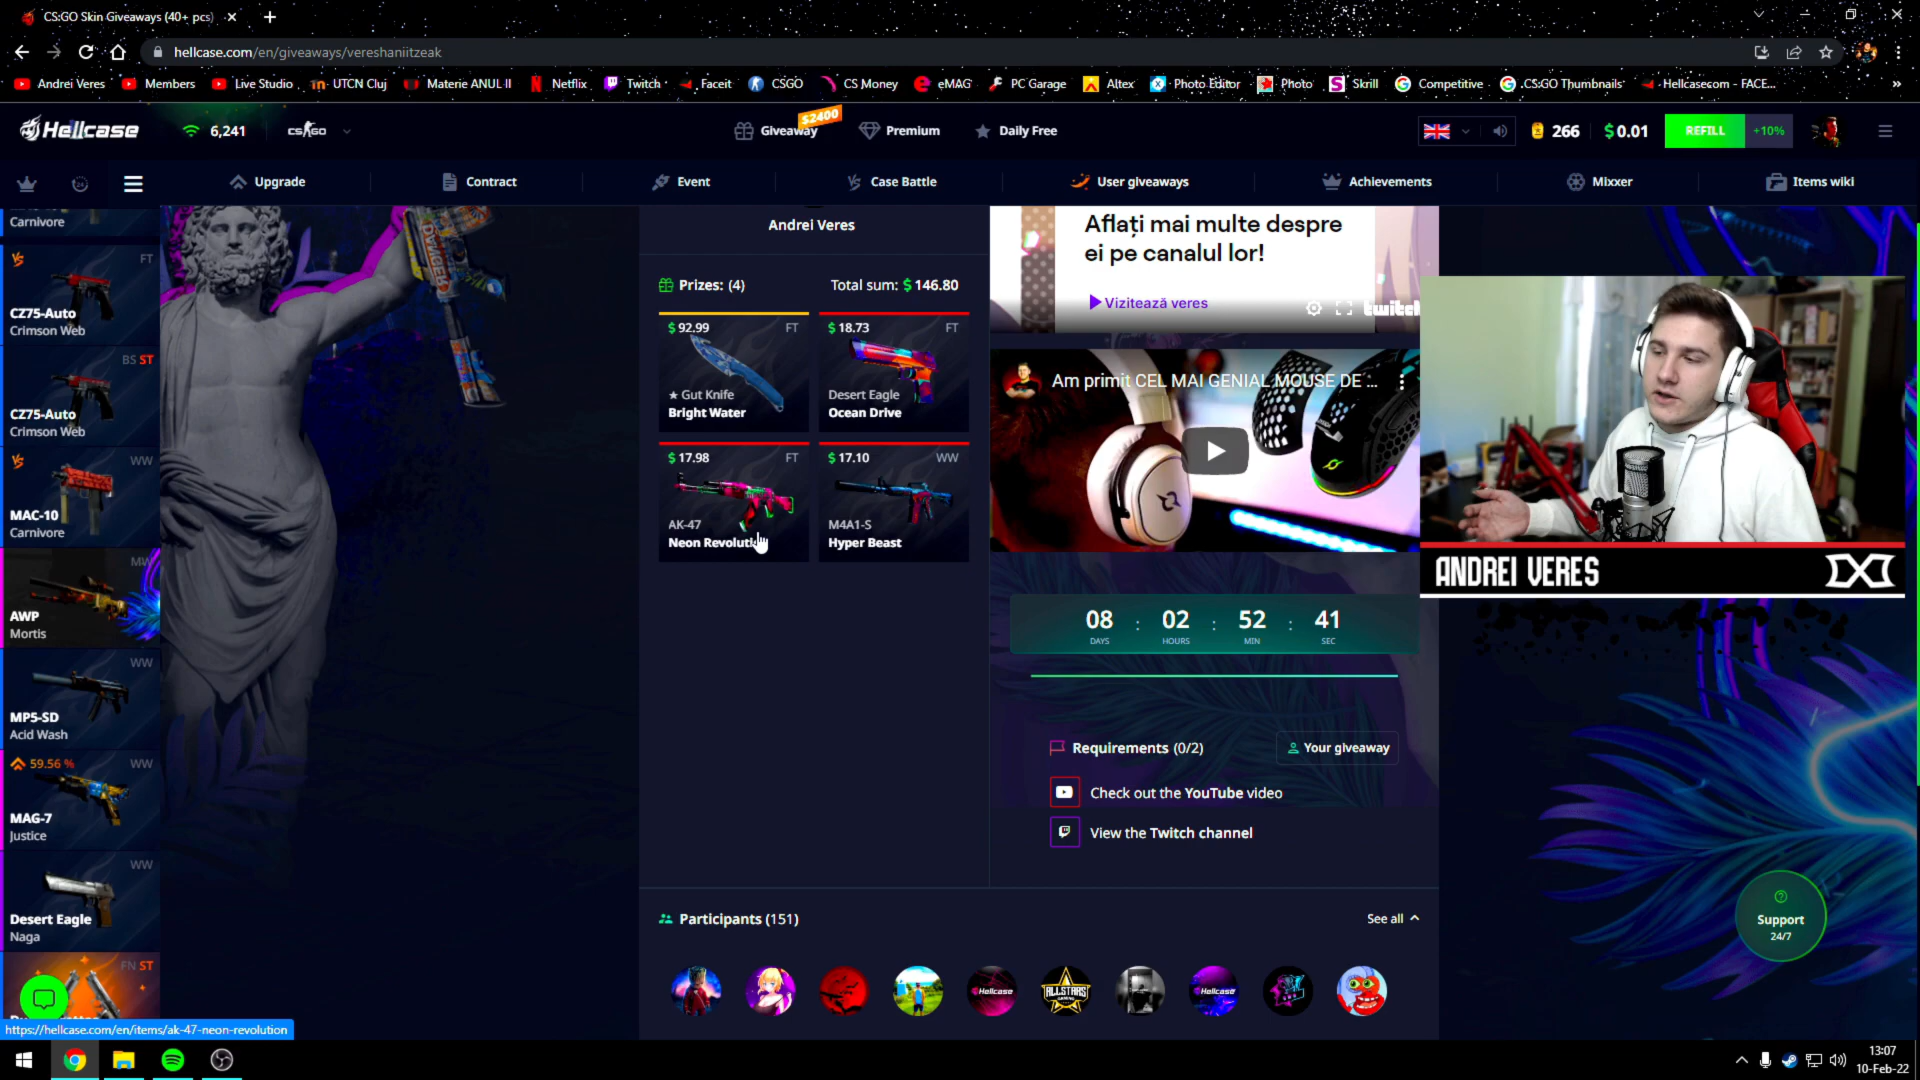 CS:GO Skin Giveaways (40+ pcs)
hellcase.com/en/giveaways/vereshaniitzeak
Andrei Veres
Members
Live Studio
UTCN Cluj
Materie ANUL II
Netflix
Twitch
Faceit
CSGO
CS Money
eMAG
PC Garage
Altex
Photo Editor
Photo
Skrill
Competitive
CS:GO Thumbnails
Hellcasecom - FACE...
Hellcase
6,241
CS:GO
Giveaway
$2400
Premium
Daily Free
266
$0.01
REFILL
+10%
24
Upgrade
Contract
Event
Case Battle
User giveaways
Achievements
Mixxer
Items wiki
Carnivore
FT
CZ75-Auto
Crimson Web
BS ST
CZ75-Auto
Crimson Web
WW
MAC-10
Carnivore
MW
AWP
Mortis
WW
MP5-SD
Acid Wash
59.56 %
WW
MAG-7
Justice
WW
Desert Eagle
Naga
FN ST
https://hellcase.com/en/items/ak-47-neon-revolution
Andrei Veres
Prizes: (4)
Total sum: $ 146.80
$ 92.99 FT
★ Gut Knife
Bright Water
$ 18.73 FT
Desert Eagle
Ocean Drive
$ 17.98 FT
AK-47
Neon Revoluti
$ 17.10 WW
M4A1-S
Hyper Beast
Aflați mai multe despre
ei pe canalul lor!
Vizitează veres
twitch
Am primit CEL MAI GENIAL MOUSE DE ...
ANDREI VERES
08 : 02 : 52 : 41
DAYS HOURS MIN SEC
Requirements (0/2)
Your giveaway
Check out the YouTube video
View the Twitch channel
Participants (151)
See all
Hellcase
ALLSTARS
Hellcase
Support
24/7
13:07
10-Feb-22